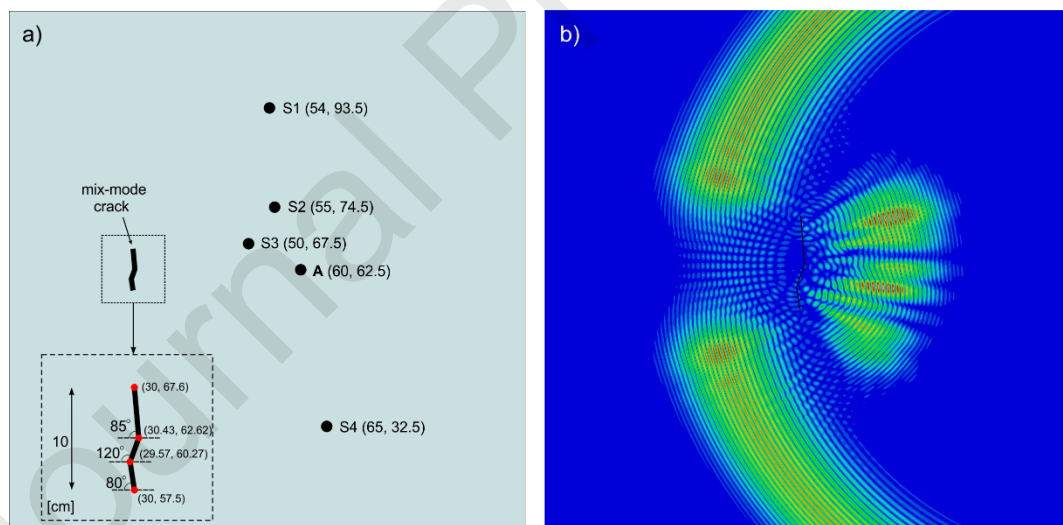 a)
S1 (54, 93.5)
mix-mode
crack
S2 (55, 74.5)
S3 (50, 67.5)
A (60, 62.5)
(30, 67.6)
85°
(30.43, 62.62)
10
120°
(29.57, 60.27)
80°
(30, 57.5)
[cm]
S4 (65, 32.5)
b)
ournal P